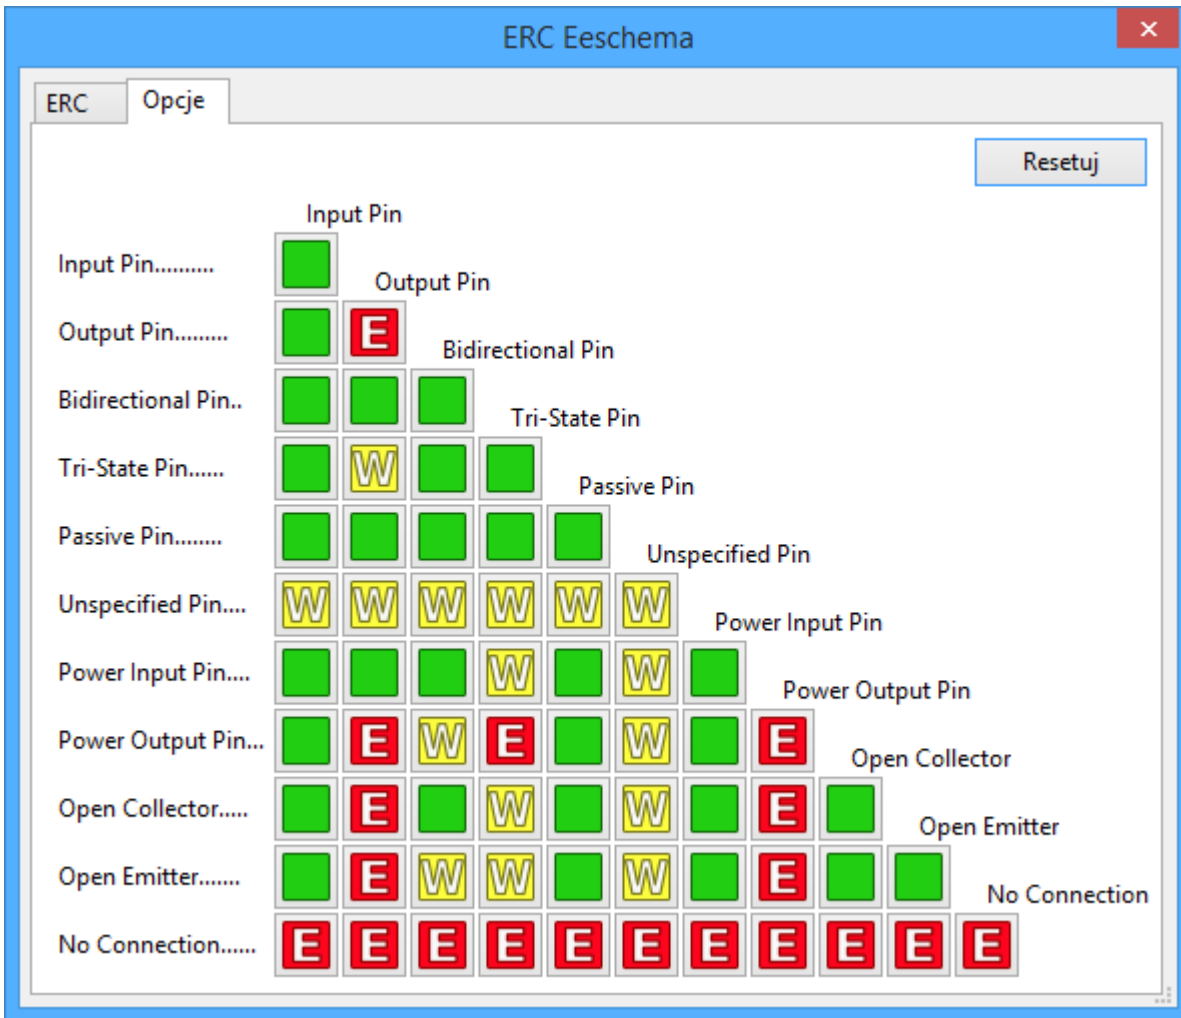 ERC Eeschema
ERC Opcje
Resetuj
Input Pin
Input Pin..........
Output Pin
Output Pin......... E
Bidirectional Pin
Bidirectional Pin..
Tri-State Pin
Tri-State Pin...... W
Passive Pin
Passive Pin........
Unspecified Pin
Unspecified Pin.... W W W W W W
Power Input Pin
Power Input Pin.... W W
Power Output Pin
Power Output Pin... E W E W E
Open Collector
Open Collector..... E W W E
Open Emitter
Open Emitter....... E W W W E
No Connection
No Connection...... E E E E E E E E E E E